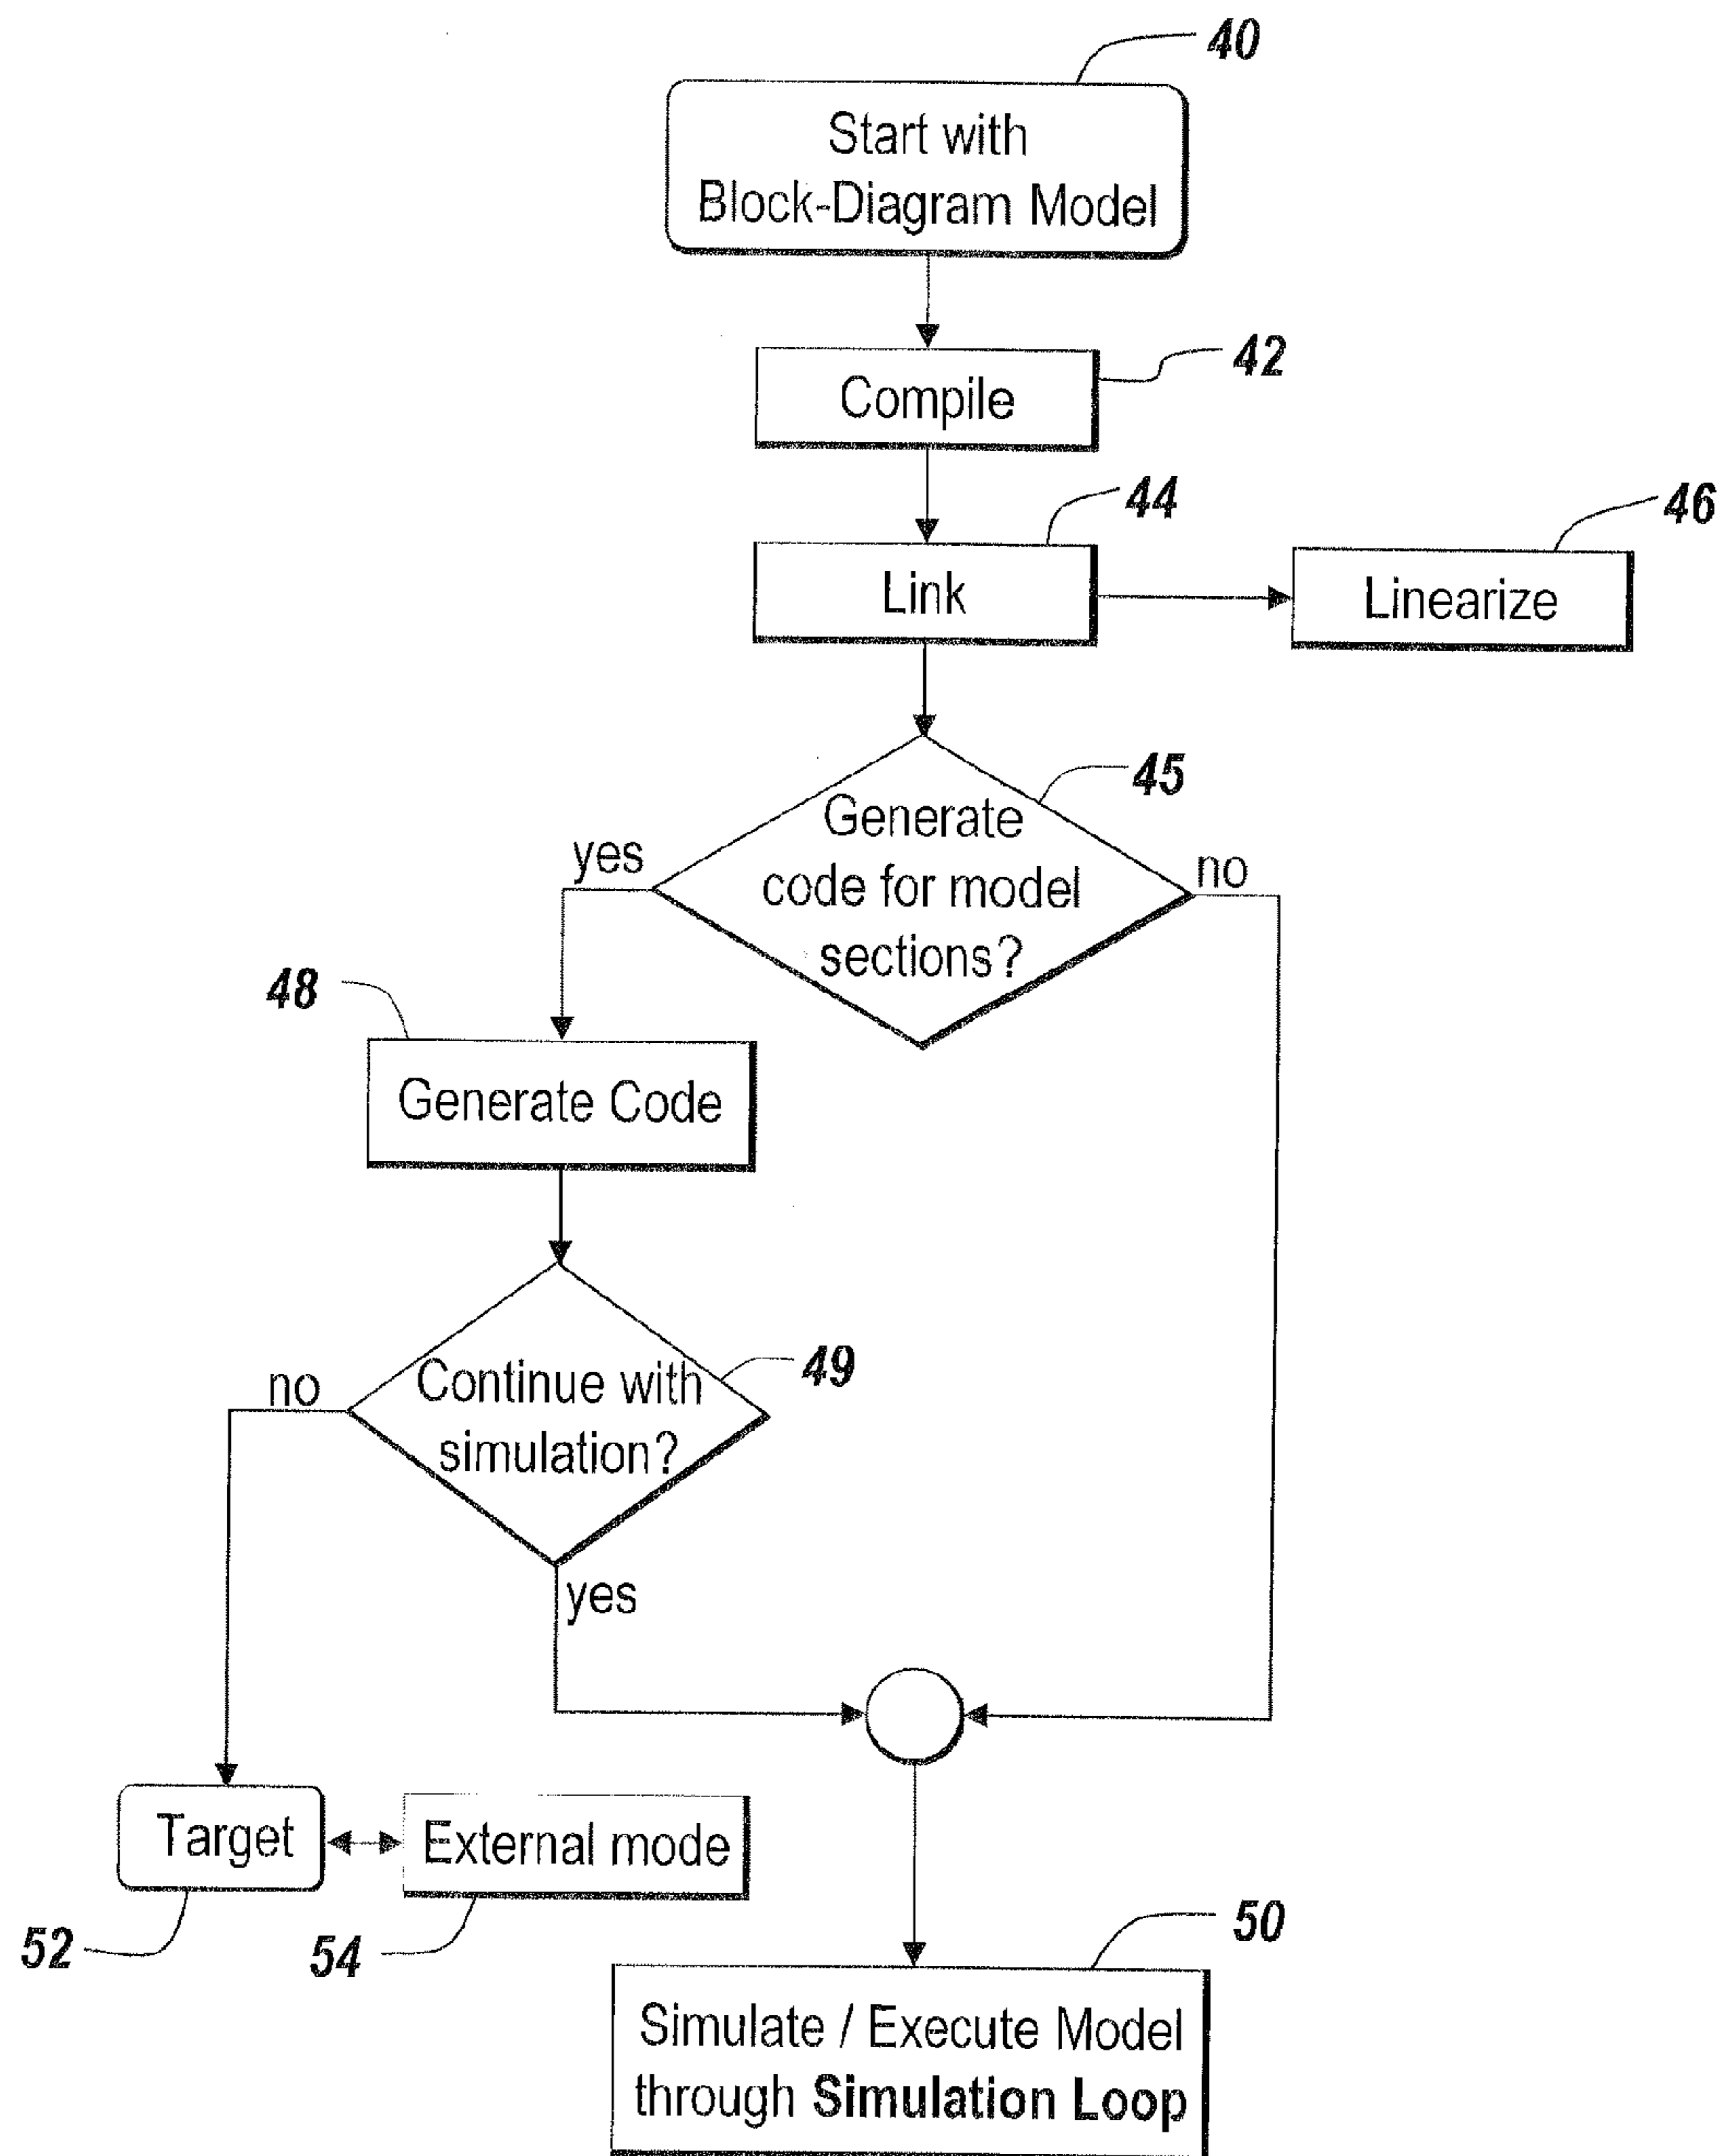 40
Start with
Block-Diagram Model
42
Compile
44
Link
46
Linearize
45
Generate
code for model
sections?
yes
no
48
Generate Code
49
Continue with
simulation?
no
yes
Target
External mode
52
54
50
Simulate / Execute Model
through Simulation Loop